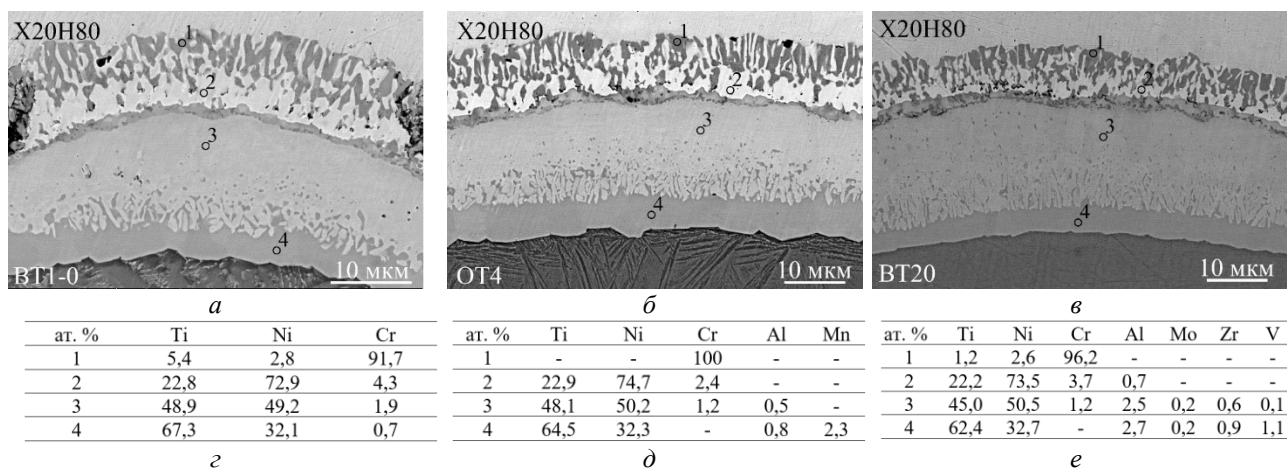 Х20Н80 1 2 3 4 ВТ1-0 10 мкм
Х20Н80 1 2 3 4 ОТ4 10 мкм
Х20Н80 1 2 3 4 ВТ20 10 мкм
а б в
ат. % Ti Ni Cr
1 5,4 2,8 91,7
2 22,8 72,9 4,3
3 48,9 49,2 1,9
4 67,3 32,1 0,7
г
ат. % Ti Ni Cr Al Mn
1 - - 100 - -
2 22,9 74,7 2,4 - -
3 48,1 50,2 1,2 0,5 -
4 64,5 32,3 - 0,8 2,3
д
ат. % Ti Ni Cr Al Mo Zr V
1 1,2 2,6 96,2 - - - -
2 22,2 73,5 3,7 0,7 - - -
3 45,0 50,5 1,2 2,5 0,2 0,6 0,1
4 62,4 32,7 - 2,7 0,2 0,9 1,1
е